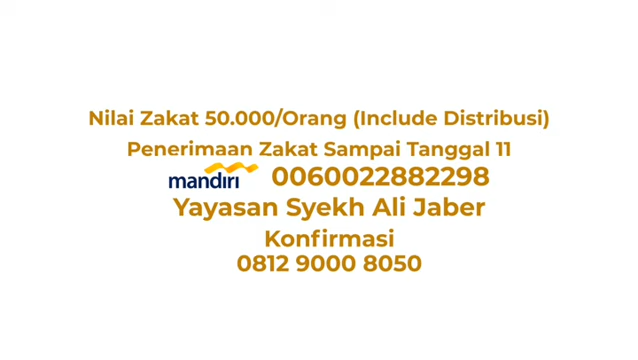 Nilai Zakat 50.000/Orang (Include Distribusi)
Penerimaan Zakat Sampai Tanggal 11
mandiri 0060022882298
Yayasan Syekh Ali Jaber
Konfirmasi
0812 9000 8050